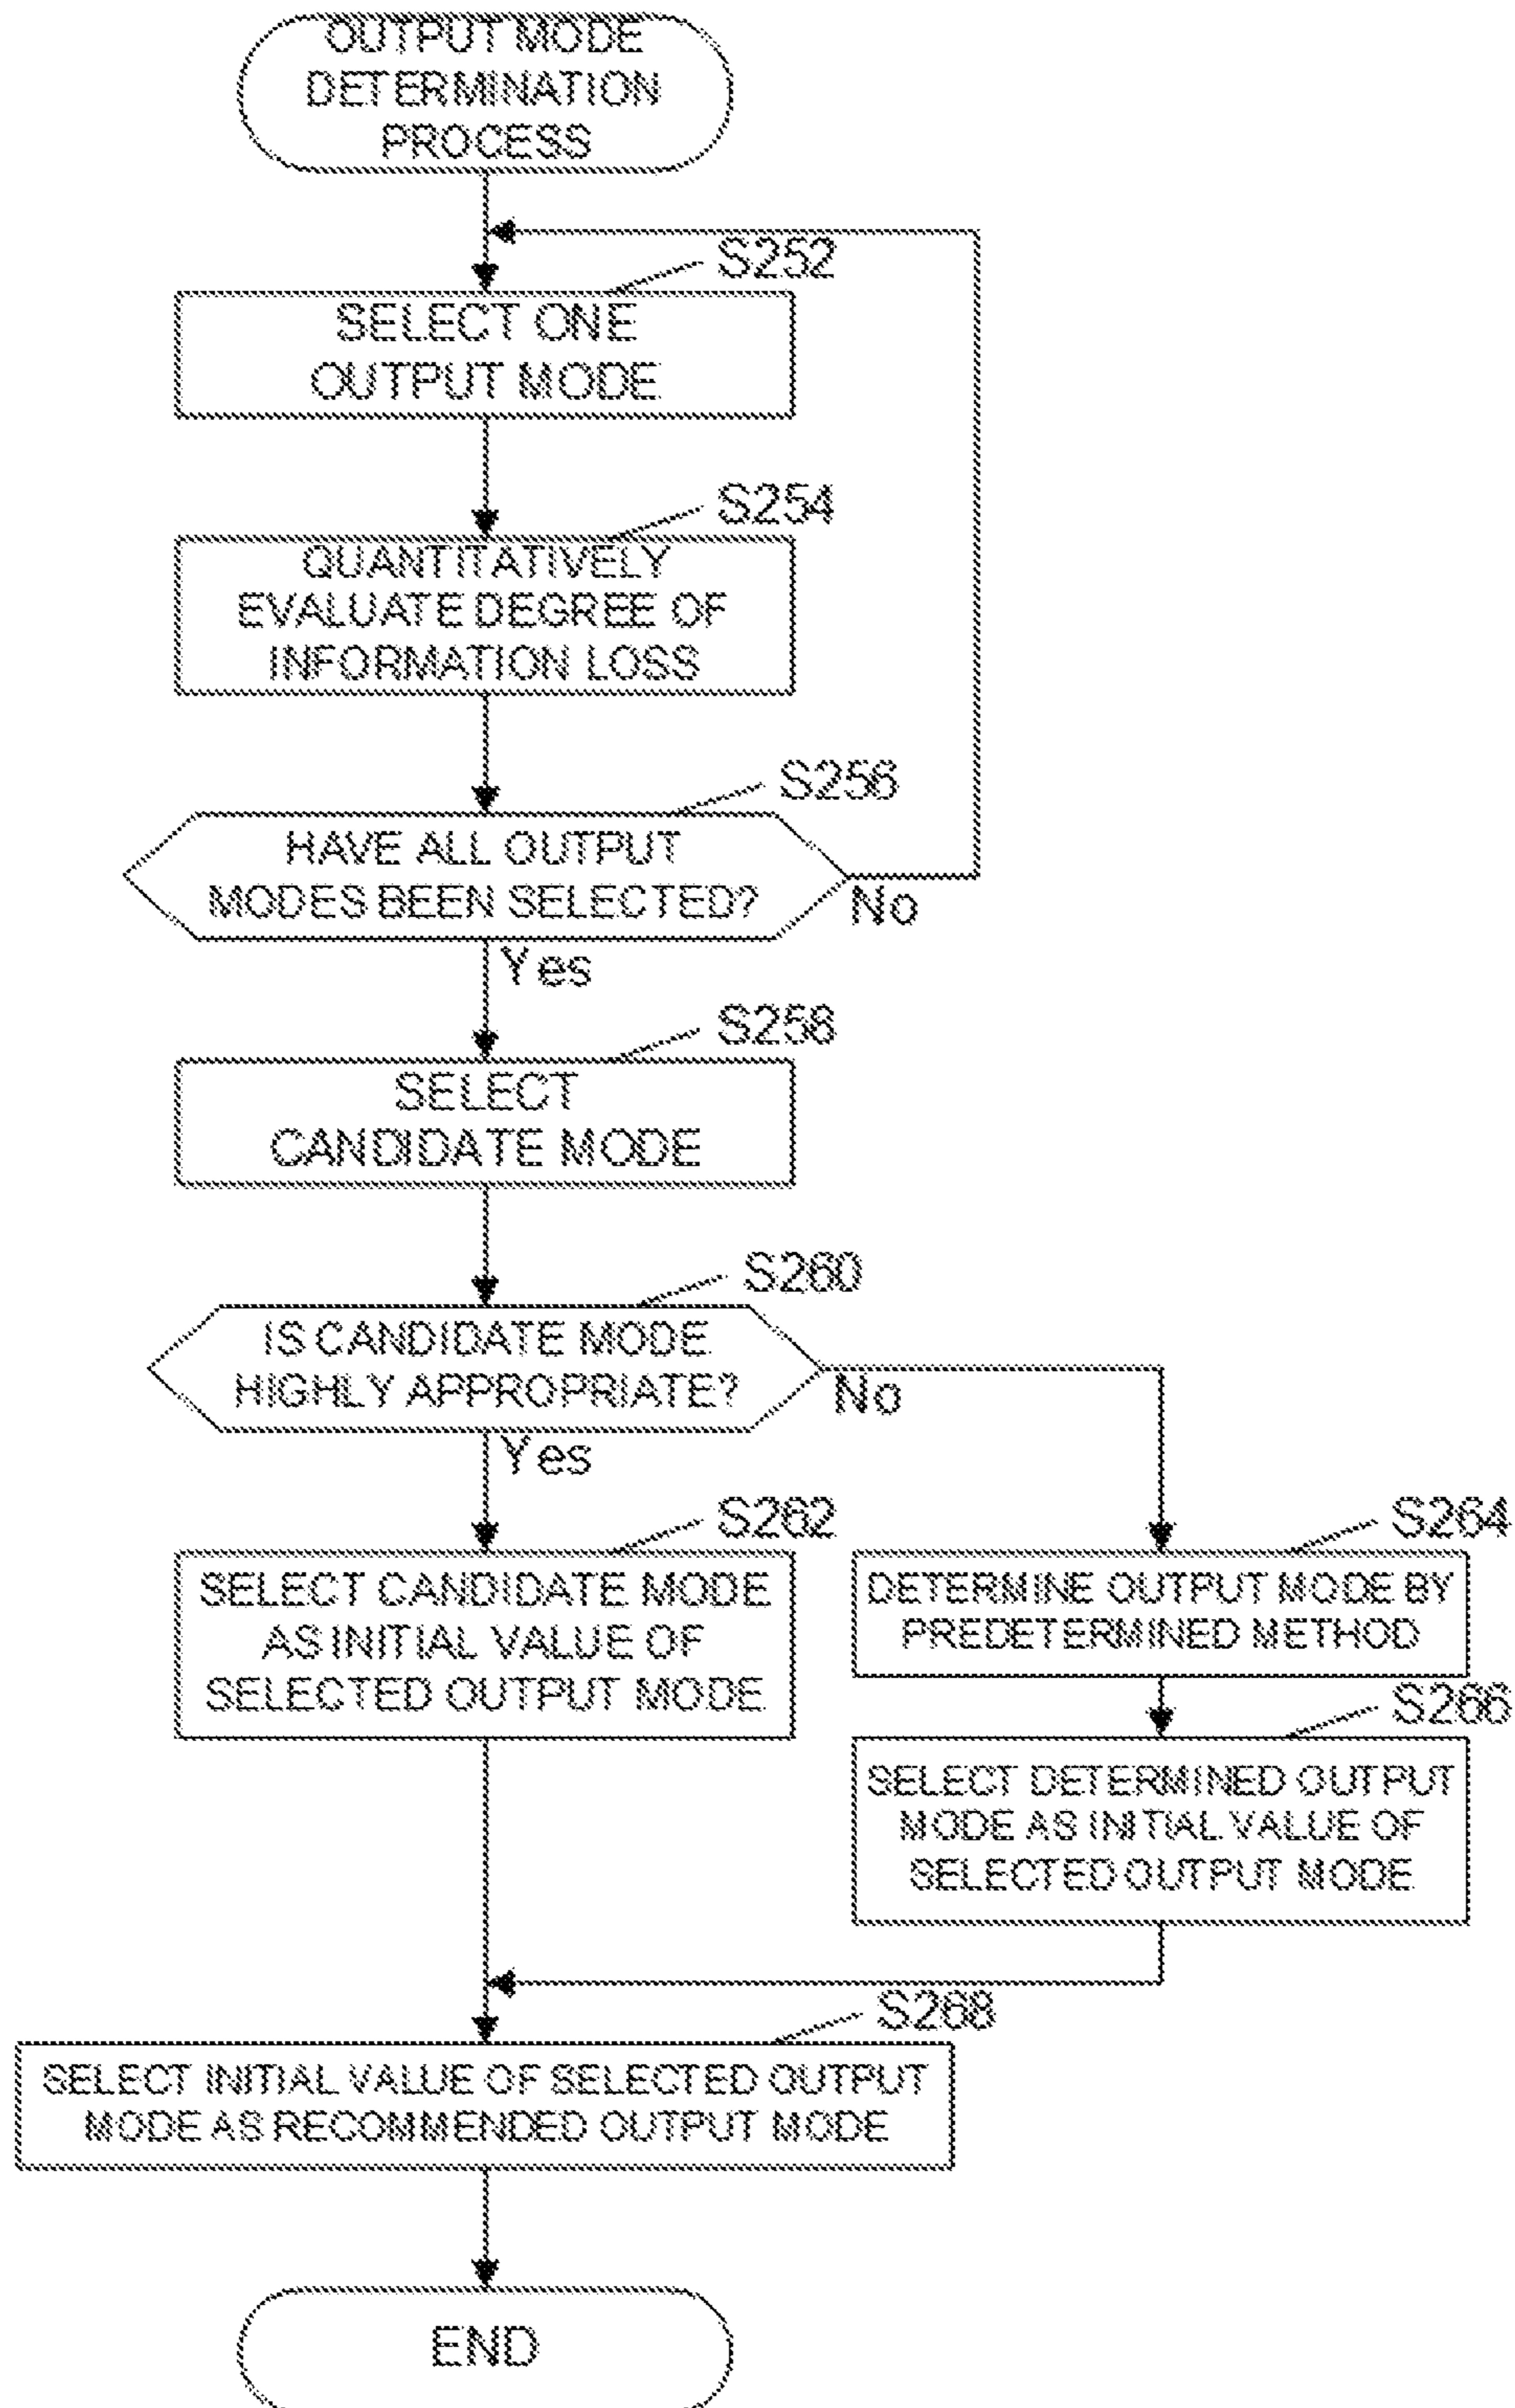 OUTPUT MODE
DETERMINATION
PROCESS
S252
SELECT ONE
OUTPUT MODE
S254
QUANTITATIVELY
EVALUATE DEGREE OF
INFORMATION LOSS
S256
HAVE ALL OUTPUT
MODES BEEN SELECTED?
No
Yes
S258
SELECT
CANDIDATE MODE
S260
IS CANDIDATE MODE
HIGHLY APPROPRIATE?
No
Yes
S262
SELECT CANDIDATE MODE
AS INITIAL VALUE OF
SELECTED OUTPUT MODE
S264
DETERMINE OUTPUT MODE BY
PREDETERMINED METHOD
S266
SELECT DETERMINED OUTPUT
MODE AS INITIAL VALUE OF
SELECTED OUTPUT MODE
S268
SELECT INITIAL VALUE OF SELECTED OUTPUT
MODE AS RECOMMENDED OUTPUT MODE
END